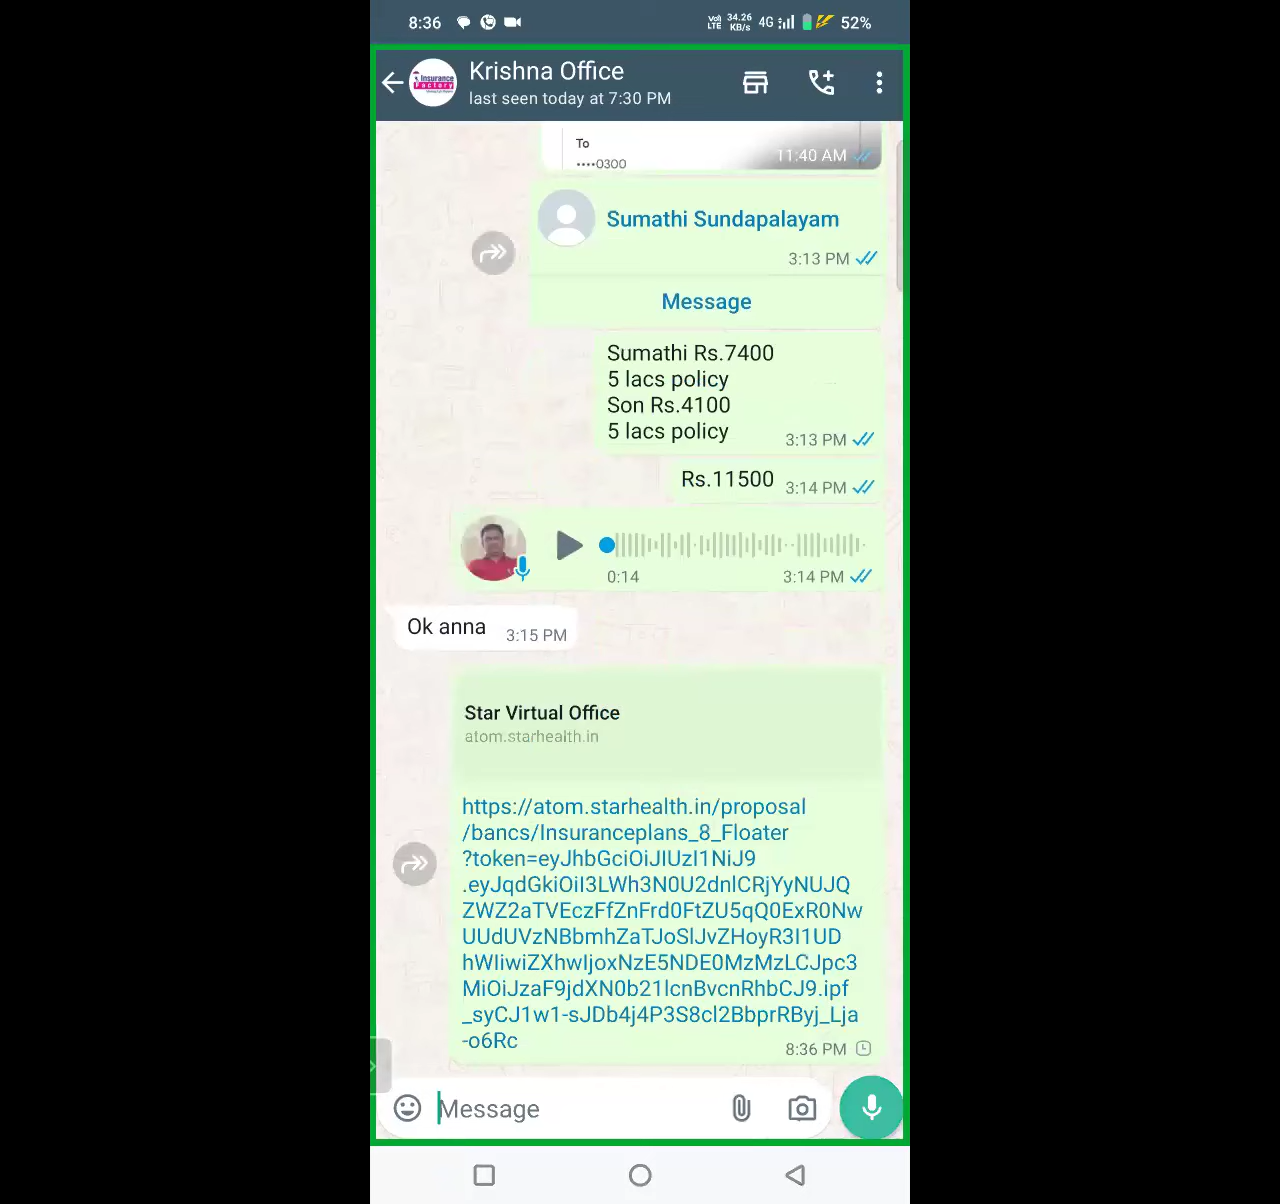 8:36
Vo) LTE 34.26 KB/s 4G 52%
Insurance Factory
Krishna Office
last seen today at 7:30 PM
To
••••0300
11:40 AM
Sumathi Sundapalayam
3:13 PM
Message
Sumathi Rs.7400
5 lacs policy
Son Rs.4100
5 lacs policy
3:13 PM
Rs.11500 3:14 PM
0:14 3:14 PM
Ok anna 3:15 PM
Star Virtual Office
atom.starhealth.in
https://atom.starhealth.in/proposal
/bancs/Insuranceplans_8_Floater
?token=eyJhbGciOiJIUzI1NiJ9
.eyJqdGkiOiI3LWh3N0U2dnlCRjYyNUJQ
ZWZ2aTVEczFfZnFrd0FtZU5qQ0ExR0Nw
UUdUVzNBbmhZaTJoSlJvZHoyR3I1UD
hWIiwiZXhwIjoxNzE5NDE0MzMzLCJpc3
MiOiJzaF9jdXN0b21lcnBvcnRhbCJ9.ipf
_syCJ1w1-sJDb4j4P3S8cl2BbprRByj_Lja
-o6Rc
8:36 PM
Message